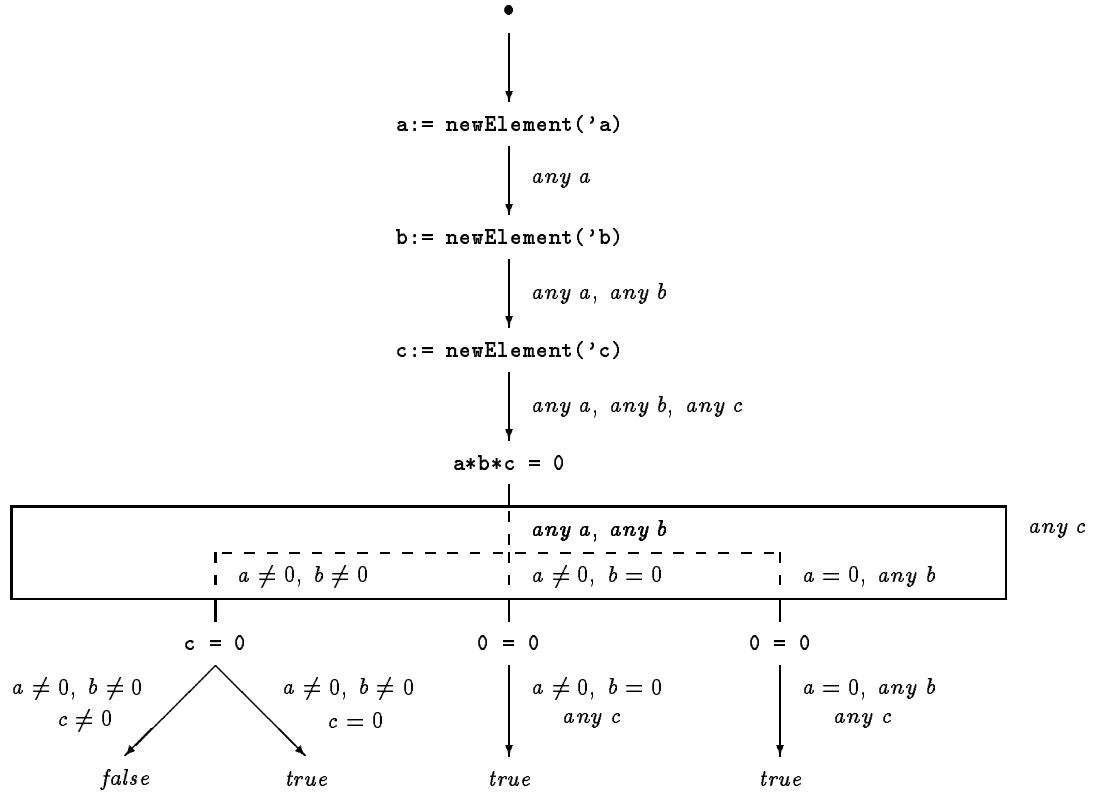 a:= newElement('a)
any a
b:= newElement('b)
any a, any b
c:= newElement('c)
any a, any b, any c
a*b*c = 0
any a, any b
any c
a ≠ 0, b ≠ 0
a ≠ 0, b = 0
a = 0, any b
c = 0
0 = 0
0 = 0
a ≠ 0, b ≠ 0
c ≠ 0
a ≠ 0, b ≠ 0
c = 0
a ≠ 0, b = 0
any c
a = 0, any b
any c
false
true
true
true